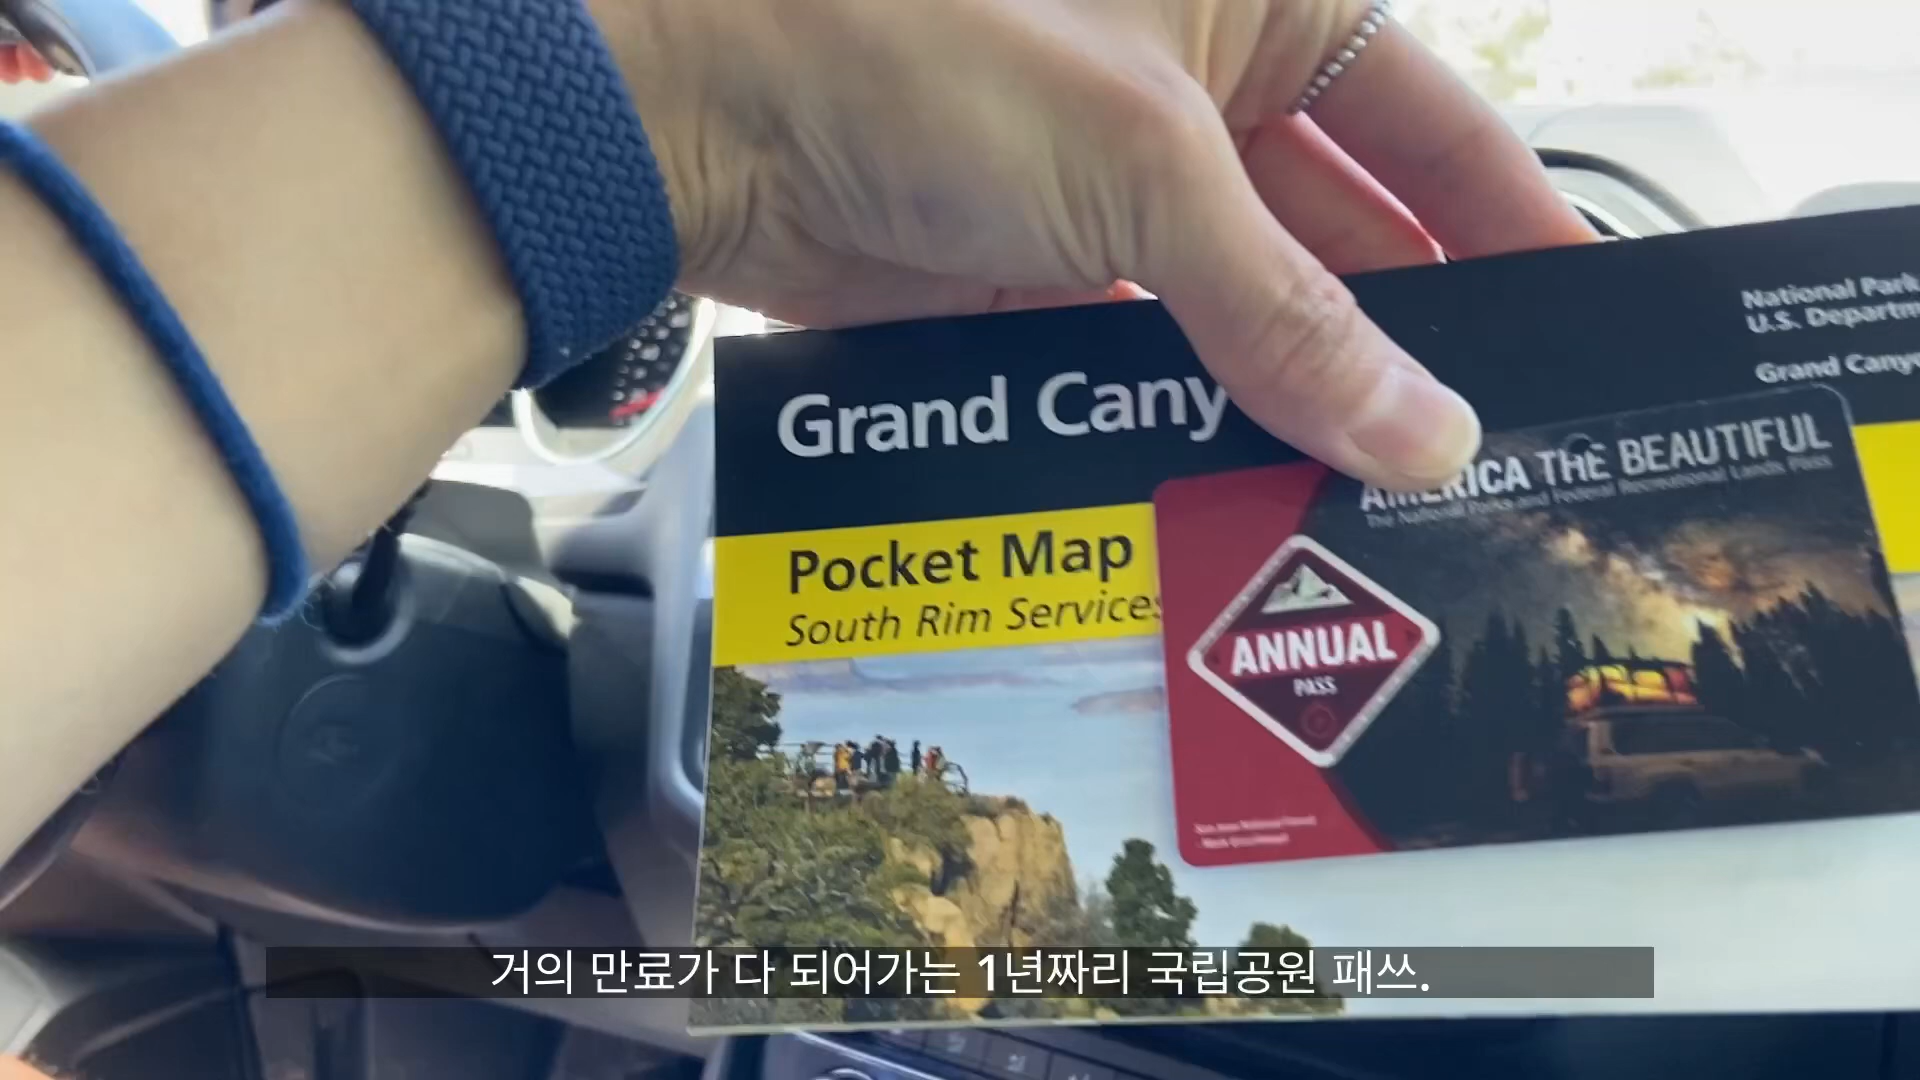 National Park
U.S. Departm
Grand Canyo
Grand Cany
AMERICA THE BEAUTIFUL
The National Parks and Federal Recreational Lands Pass
Pocket Map
South Rim Services
ANNUAL
PASS
거의 만료가 다 되어가는 1년짜리 국립공원 패쓰.